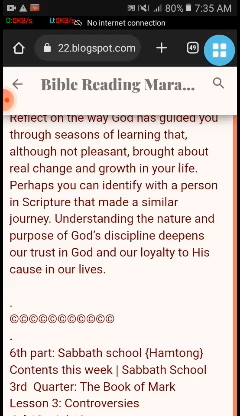 0:0KB/s U:0KB/s 80% 7:35 AM
No internet connection
22.blogspot.com 49
Bible Reading Mara...
Reflect on the way God has guided you
through seasons of learning that,
although not pleasant, brought about
real change and growth in your life.
Perhaps you can identify with a person
in Scripture that made a similar
journey. Understanding the nature and
purpose of God's discipline deepens
our trust in God and our loyalty to His
cause in our lives.
.
©©©©©©©©©©©
.
6th part: Sabbath school {Hamtong}
Contents this week | Sabbath School
3rd Quarter: The Book of Mark
Lesson 3: Controversies